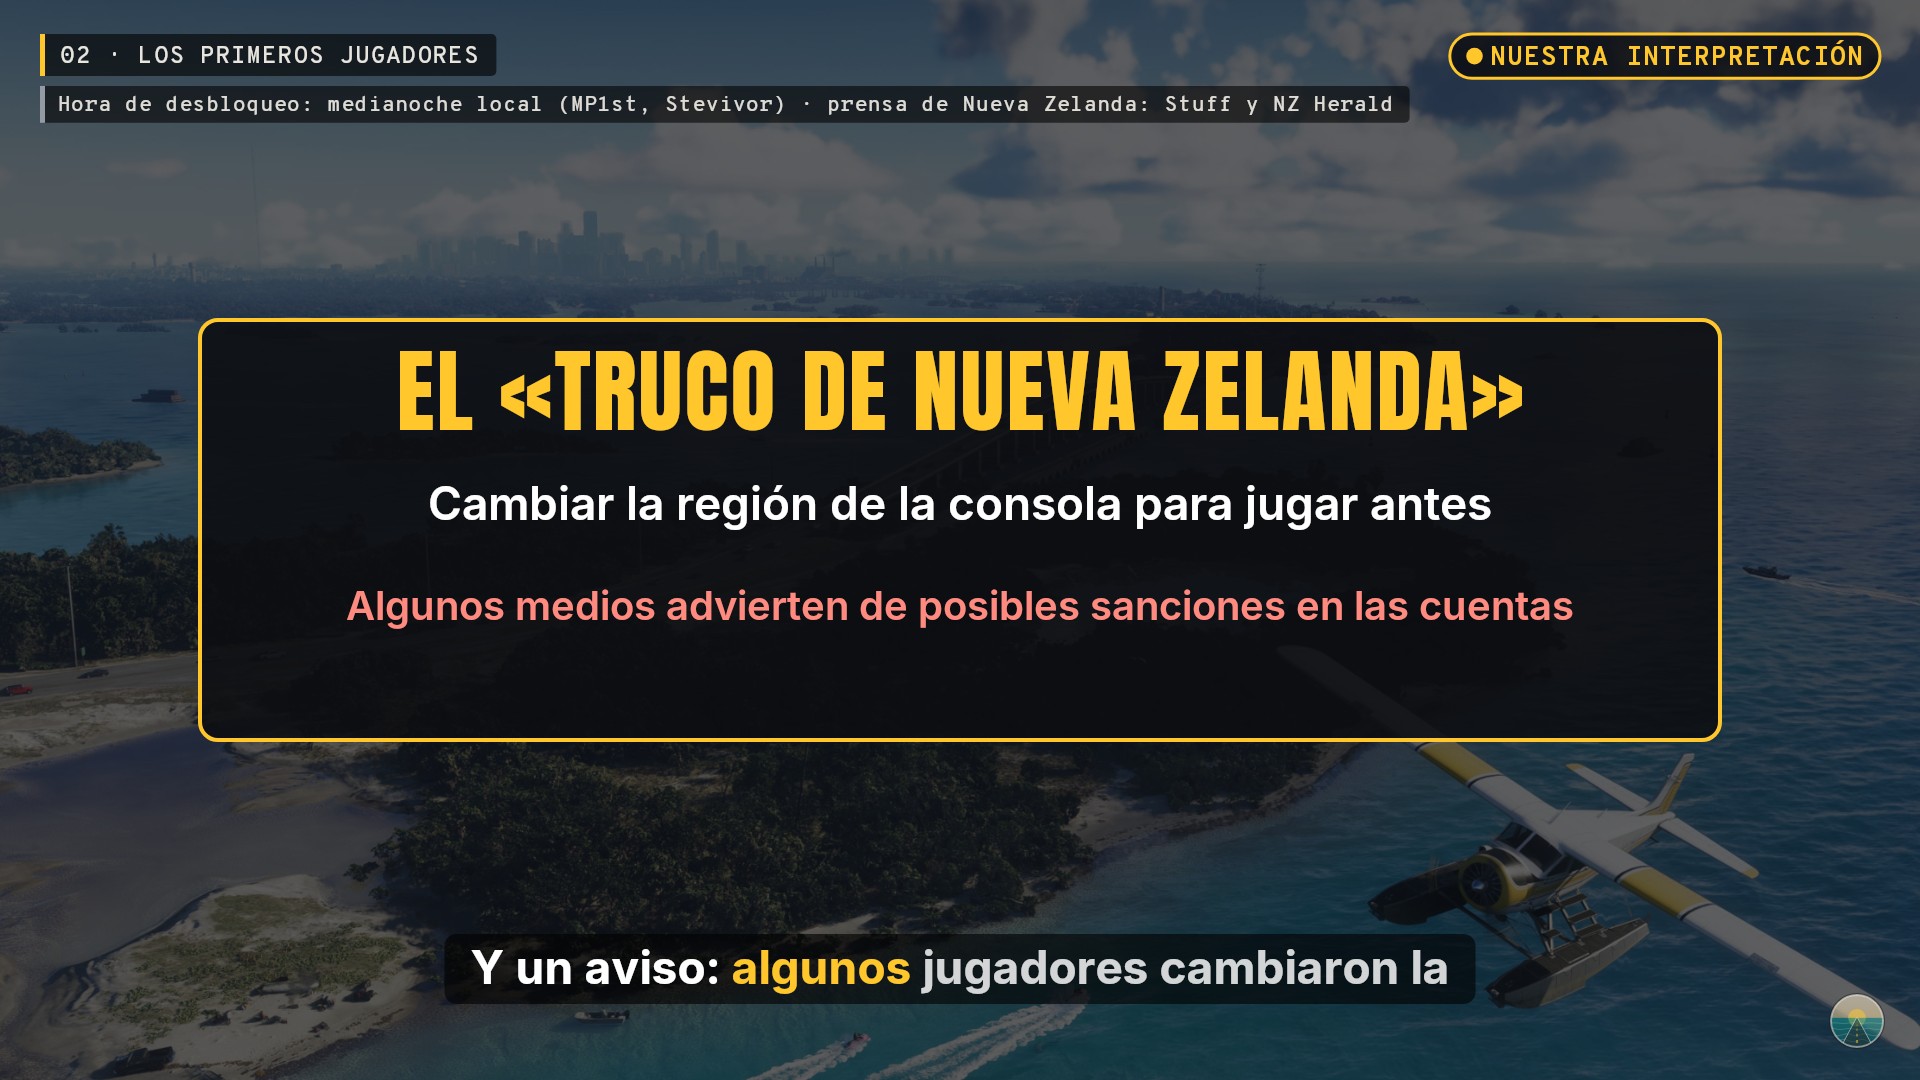 02 · LOS PRIMEROS JUGADORES
NUESTRA INTERPRETACIÓN
Hora de desbloqueo: medianoche local (MP1st, Stevivor) · prensa de Nueva Zelanda: Stuff y NZ Herald
EL «TRUCO DE NUEVA ZELANDA»
Cambiar la región de la consola para jugar antes
Algunos medios advierten de posibles sanciones en las cuentas
Y un aviso: algunos jugadores cambiaron la